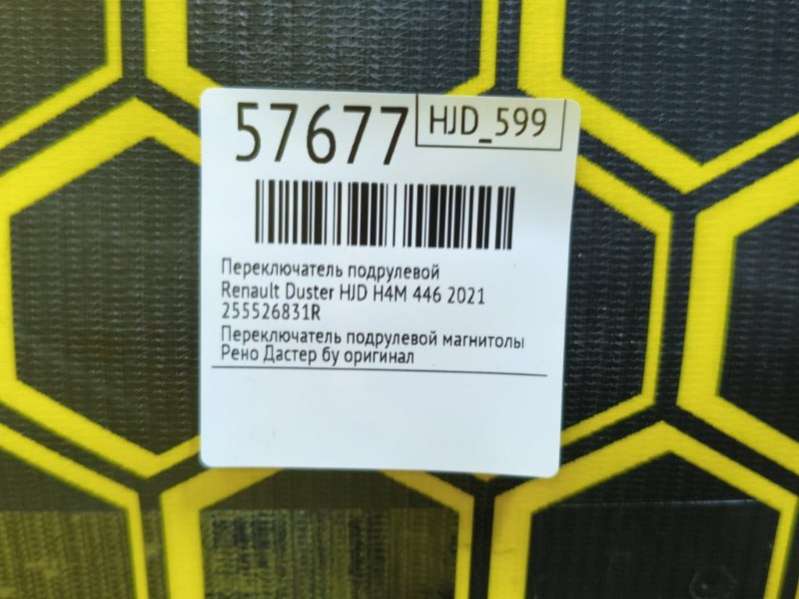 57677
HJD_599
Переключатель подрулевой
Renault Duster HJD H4M 446 2021
255526831R
Переключатель подрулевой магнитолы
Рено Дастер бу оригинал